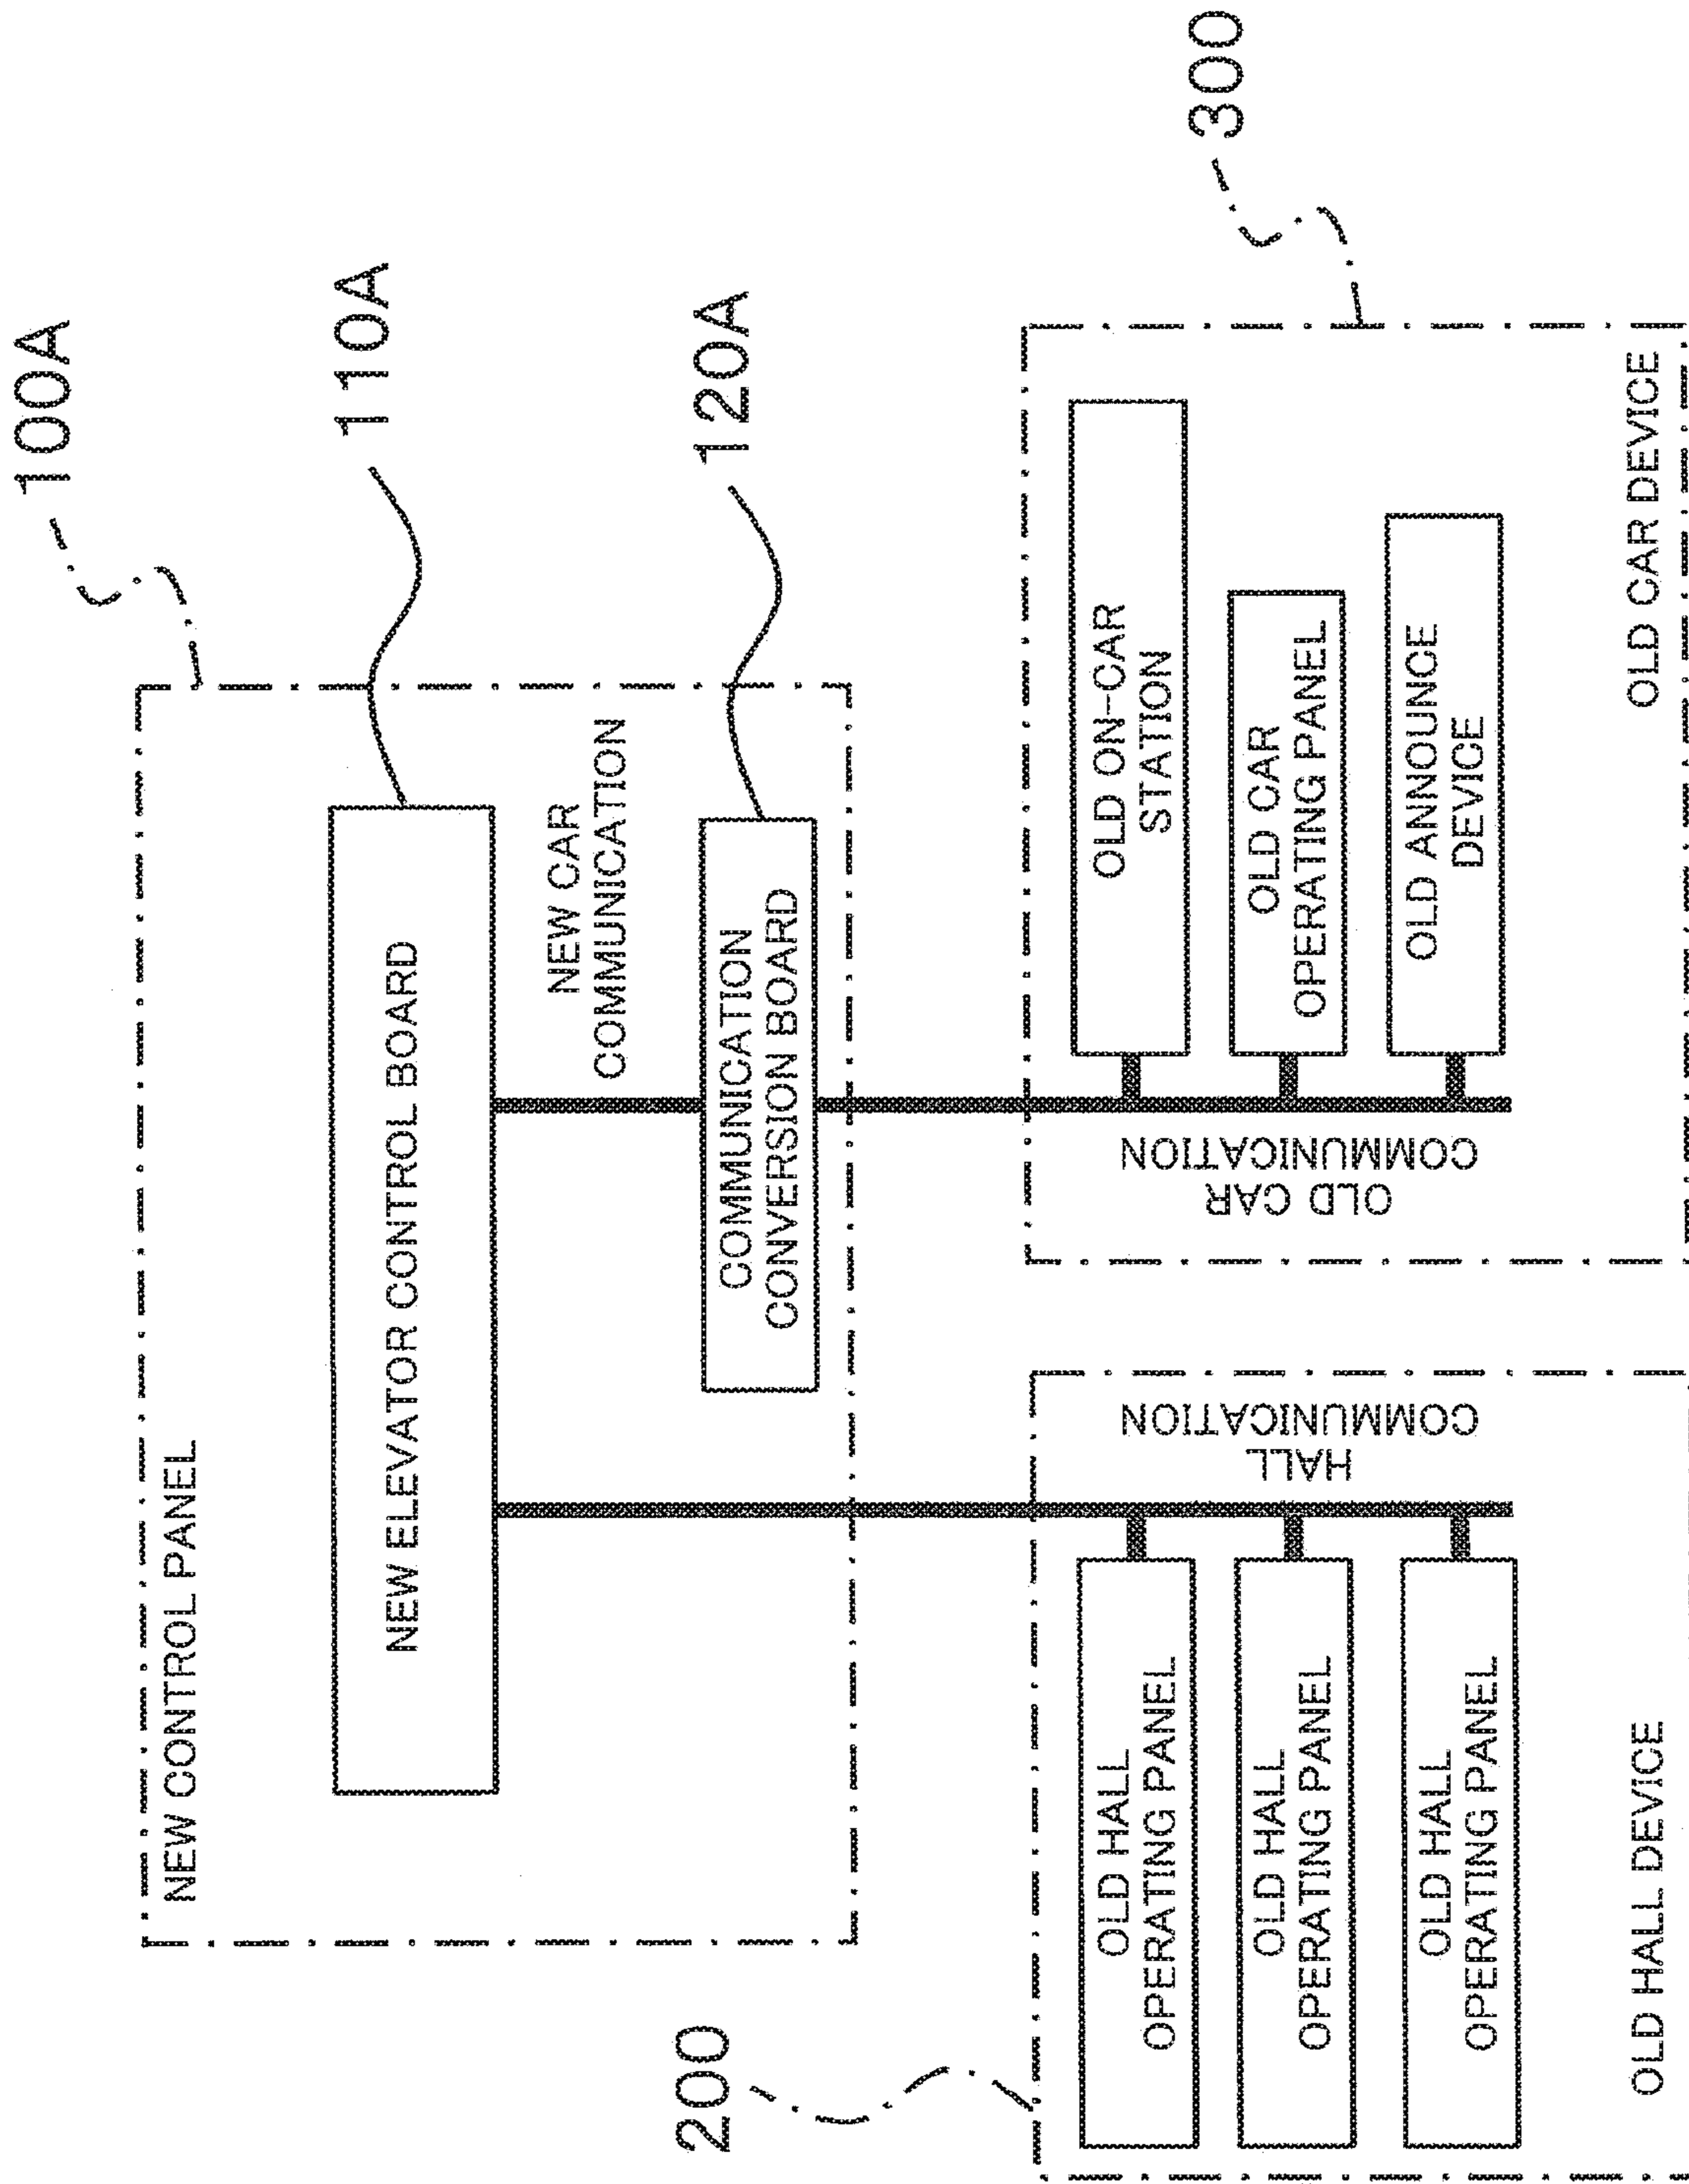 100A
NEW CONTROL PANEL
110A
NEW ELEVATOR CONTROL BOARD
NEW CAR
COMMUNICATION
120A
COMMUNICATION
CONVERSION BOARD
200
OLD HALL
OPERATING PANEL
OLD HALL
OPERATING PANEL
OLD HALL
OPERATING PANEL
HALL
COMMUNICATION
OLD HALL DEVICE
300
OLD CAR
COMMUNICATION
OLD ON-CAR
STATION
OLD CAR
OPERATING PANEL
OLD ANNOUNCE
DEVICE
OLD CAR DEVICE